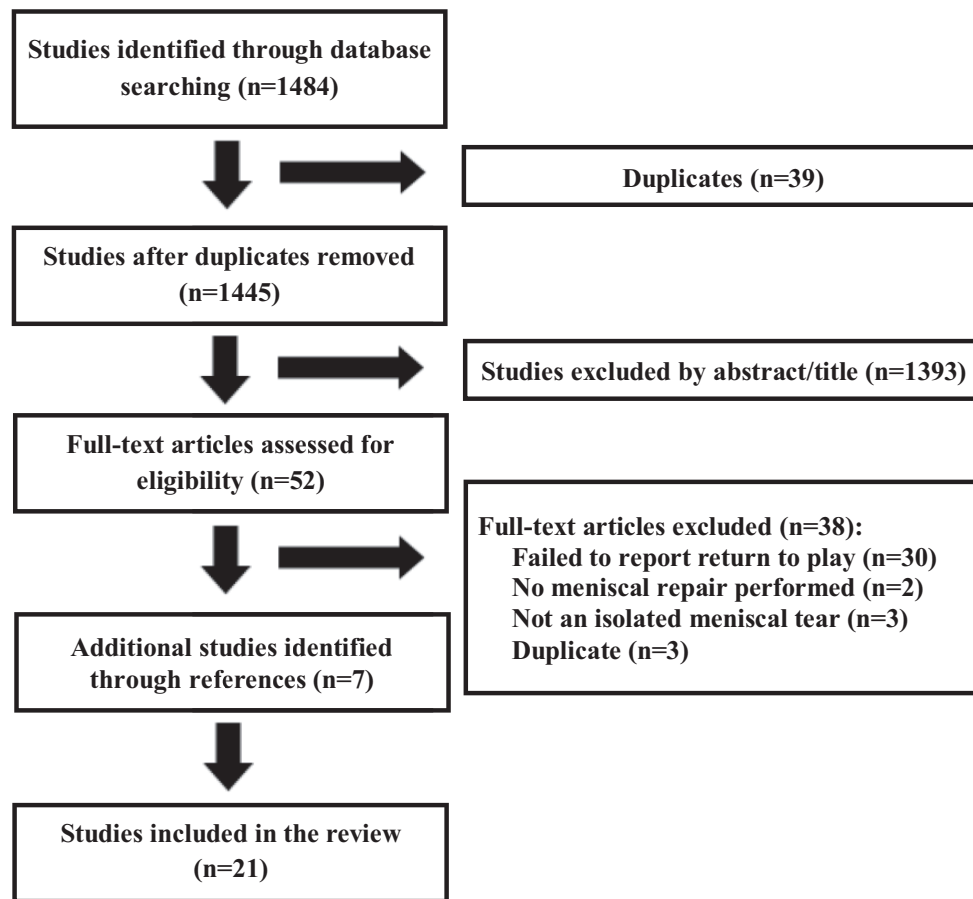 Studies identified through database
searching (n=1484)
Duplicates (n=39)
Studies after duplicates removed
(n=1445)
Studies excluded by abstract/title (n=1393)
Full-text articles assessed for
eligibility (n=52)
Full-text articles excluded (n=38):
Failed to report return to play (n=30)
No meniscal repair performed (n=2)
Not an isolated meniscal tear (n=3)
Duplicate (n=3)
Additional studies identified
through references (n=7)
Studies included in the review
(n=21)